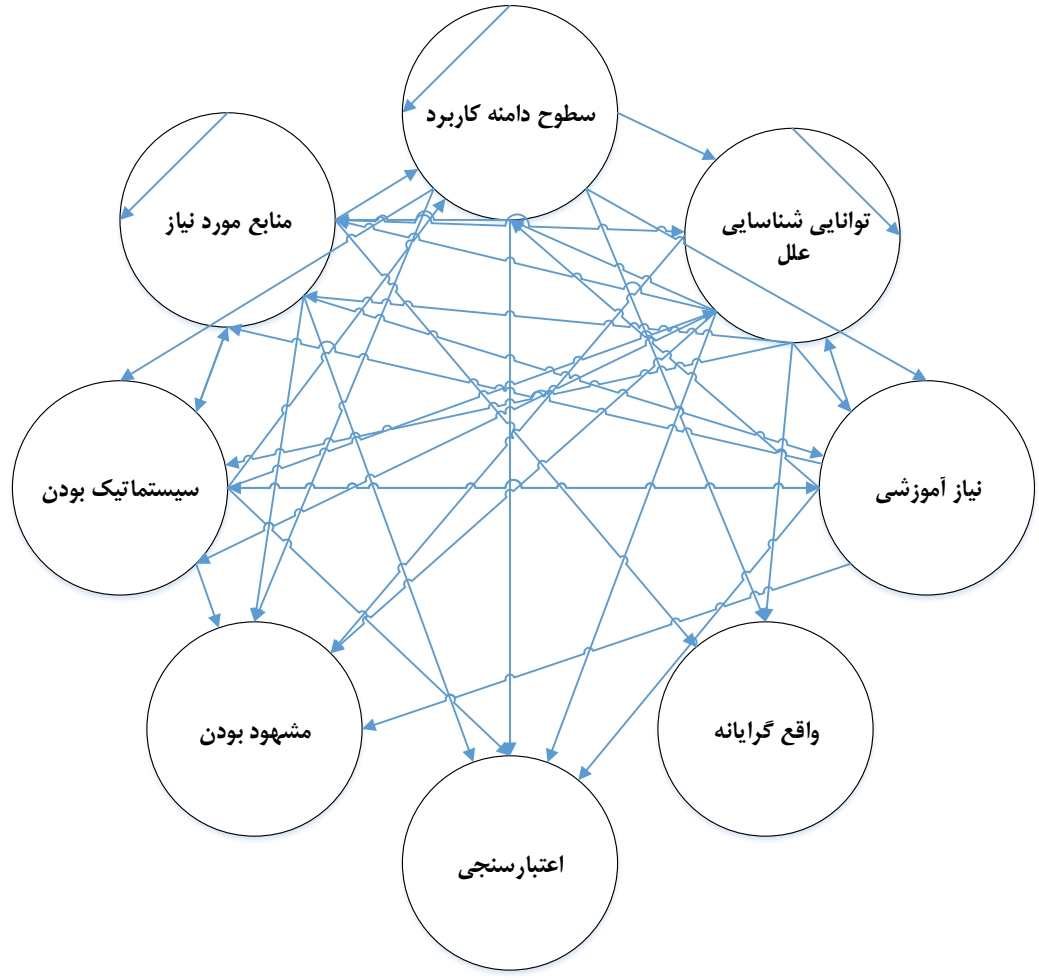 سطوح دامنه کاربرد
منابع مورد نیاز
توانایی شناسایی
علل
سیستماتیک بودن
نیاز آموزشی
مشهود بودن
واقع گرایانه
اعتبارسنجی